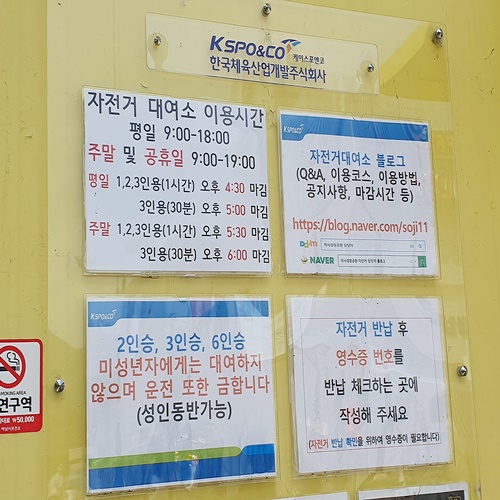 KSPO&CO 케이스포앤코
한국체육산업개발주식회사
자전거 대여소 이용시간
평일 9:00-18:00
주말 및 공휴일 9:00-19:00
평일 1,2,3인용(1시간) 오후 4:30 마감
3인용(30분) 오후 5:00 마감
주말 1,2,3인용(1시간) 오후 5:30 마감
3인용(30분) 오후 6:00 마감
KSPO&CO
자전거대여소 블로그
(Q&A, 이용코스, 이용방법,
공지사항, 마감시간 등)
https://blog.naver.com/soji11
Daum
NAVER
KSPO&CO
2인승, 3인승, 6인승
미성년자에게는 대여하지
않으며 운전 또한 금합니다
(성인동반가능)
자전거 반납 후
영수증 번호를
반납 체크하는 곳에
작성해 주세요
(자전거 반납 확인을 위하여 영수증이 필요합니다)
SMOKING AREA
연구역
₩50,000